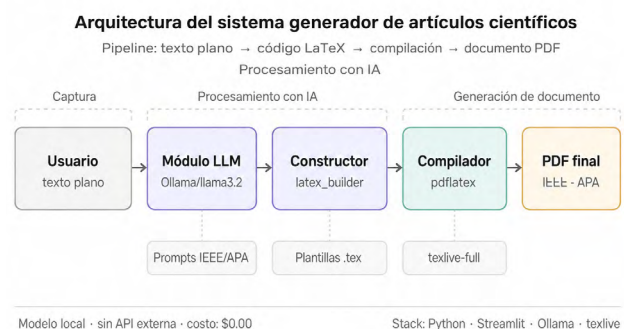 Arquitectura del sistema generador de artículos científicos
Pipeline: texto plano → código LaTeX → compilación → documento PDF
Procesamiento con IA
Captura
Procesamiento con IA
Generación de documento
Usuario
texto plano
Módulo LLM
Ollama/llama3.2
Constructor
latex_builder
Compilador
pdflatex
PDF final
IEEE - APA
Prompts IEEE/APA
Plantillas .tex
texlive-full
Modelo local · sin API externa · costo: $0.00
Stack: Python · Streamlit · Ollama · texlive